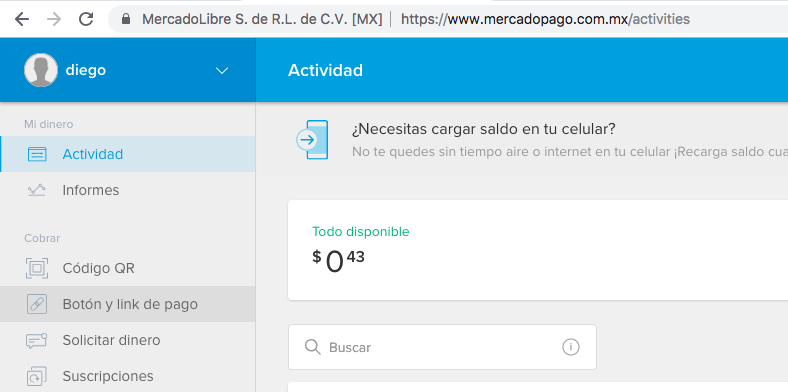 MercadoLibre S. de R.L. de C.V. [MX] | https://www.mercadopago.com.mx/activities
diego
Actividad
Mi dinero
Actividad
Informes
Cobrar
Código QR
Botón y link de pago
Solicitar dinero
Suscripciones
¿Necesitas cargar saldo en tu celular?
No te quedes sin tiempo aire o internet en tu celular ¡Recarga saldo cua
Todo disponible
$ 0 43
Buscar